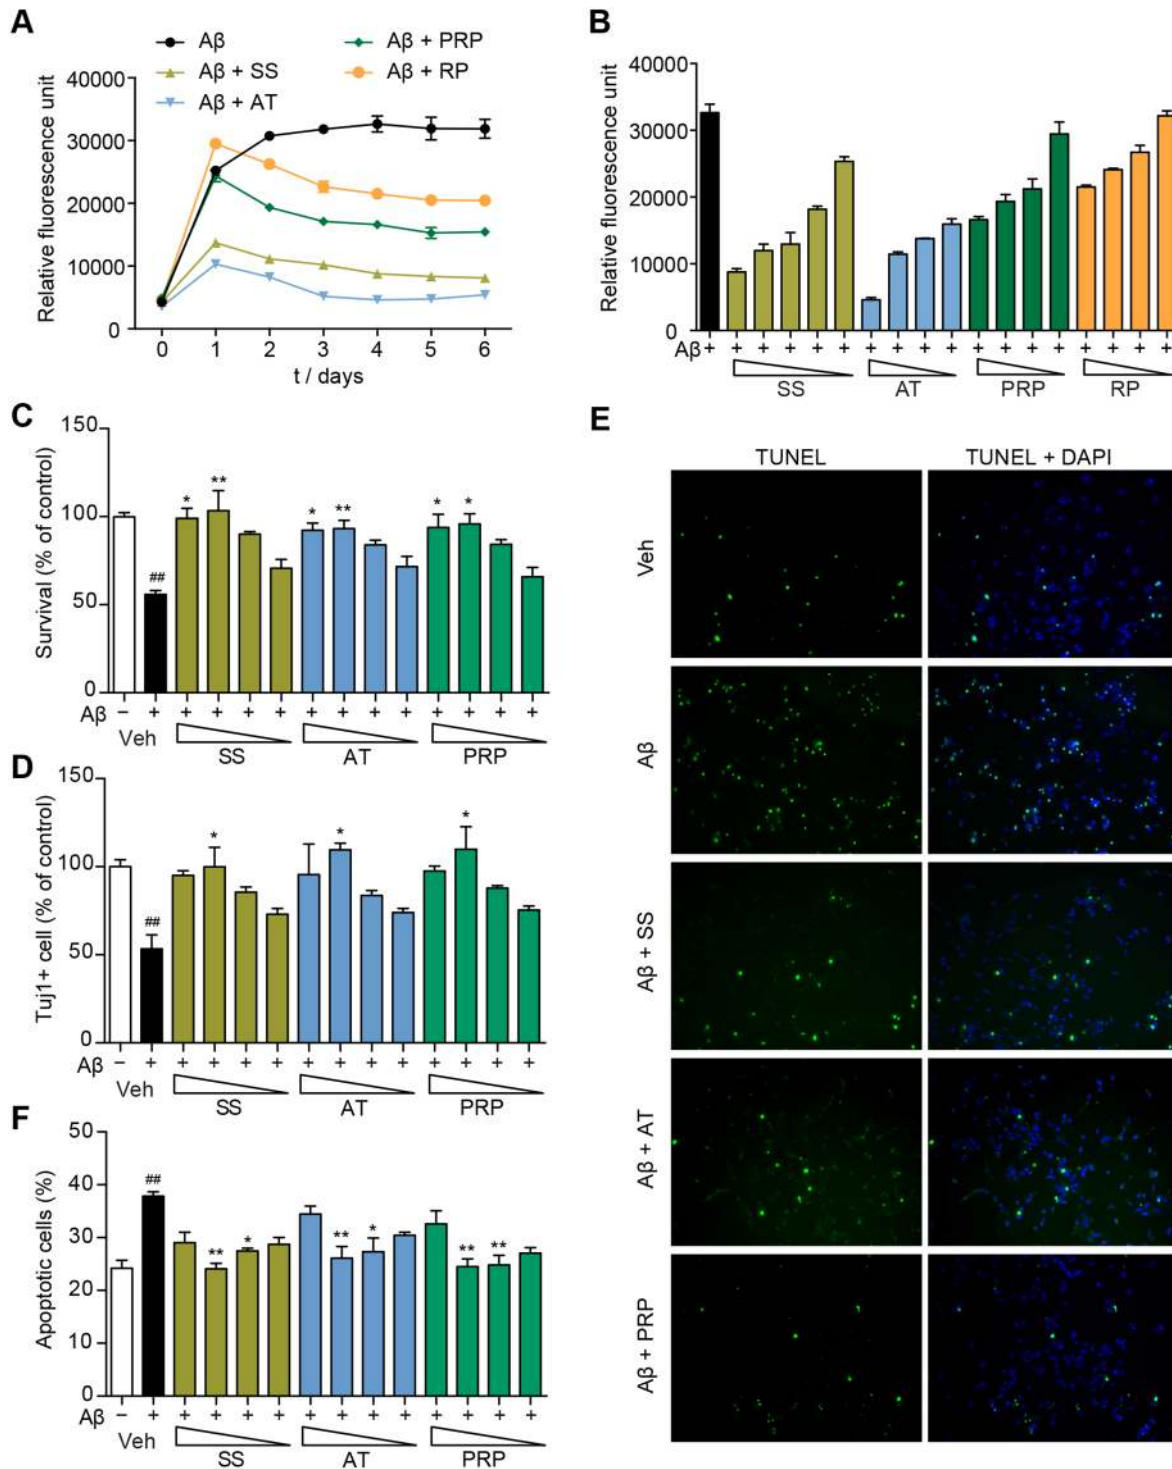 A
Aβ
Aβ + SS
Aβ + AT
Aβ + PRP
Aβ + RP
Relative fluorescence unit
40000
30000
20000
10000
0
0 1 2 3 4 5 6
t / days
B
Relative fluorescence unit
40000
30000
20000
10000
0
Aβ + + + + + + + + + + + + + + + + + +
SS AT PRP RP
C
Survival (% of control)
150
100
50
0
## * ** * ** * *
Aβ − + + + + + + + + + + + + +
Veh SS AT PRP
D
Tuj1+ cell (% of control)
150
100
50
0
## * * *
Aβ − + + + + + + + + + + + + +
Veh SS AT PRP
F
Apoptotic cells (%)
50
40
30
20
10
0
## ** * ** * ** **
Aβ − + + + + + + + + + + + + +
Veh SS AT PRP
E
TUNEL TUNEL + DAPI
Veh
Aβ
Aβ + SS
Aβ + AT
Aβ + PRP